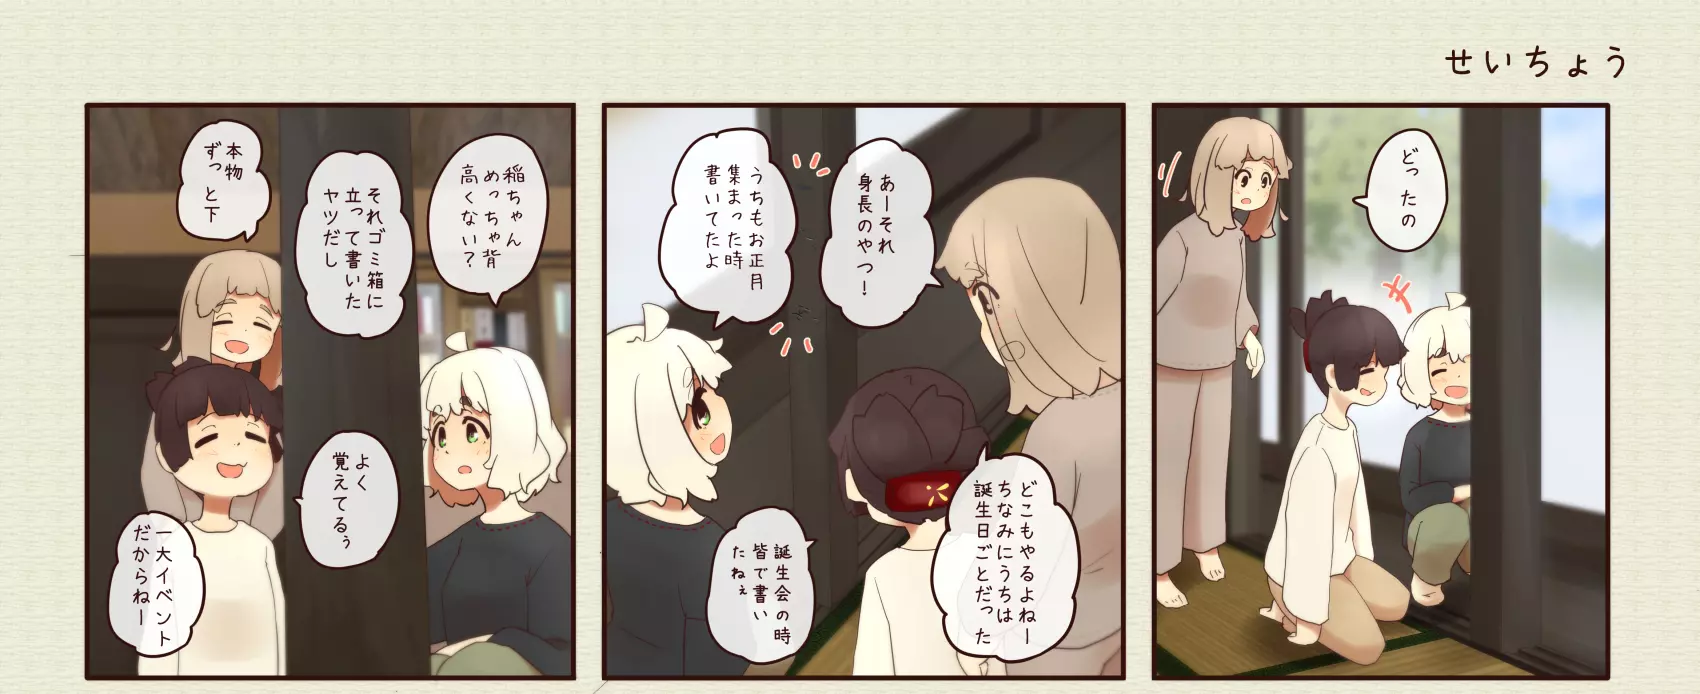 せいちょう
どったの
あーそれ
身長のやつ！
うちもお正月
集まった時
書いてたよ
どこもやるよねー
ちなみにうちは
誕生日ごとだった
誕生会の時
皆で書い
たねぇ
稲ちゃん
めっちゃ背
高くない？
それゴミ箱に
立って書いた
ヤツだし
本物
ずっと下
よく
覚えてるぅ
一大イベント
だからねー